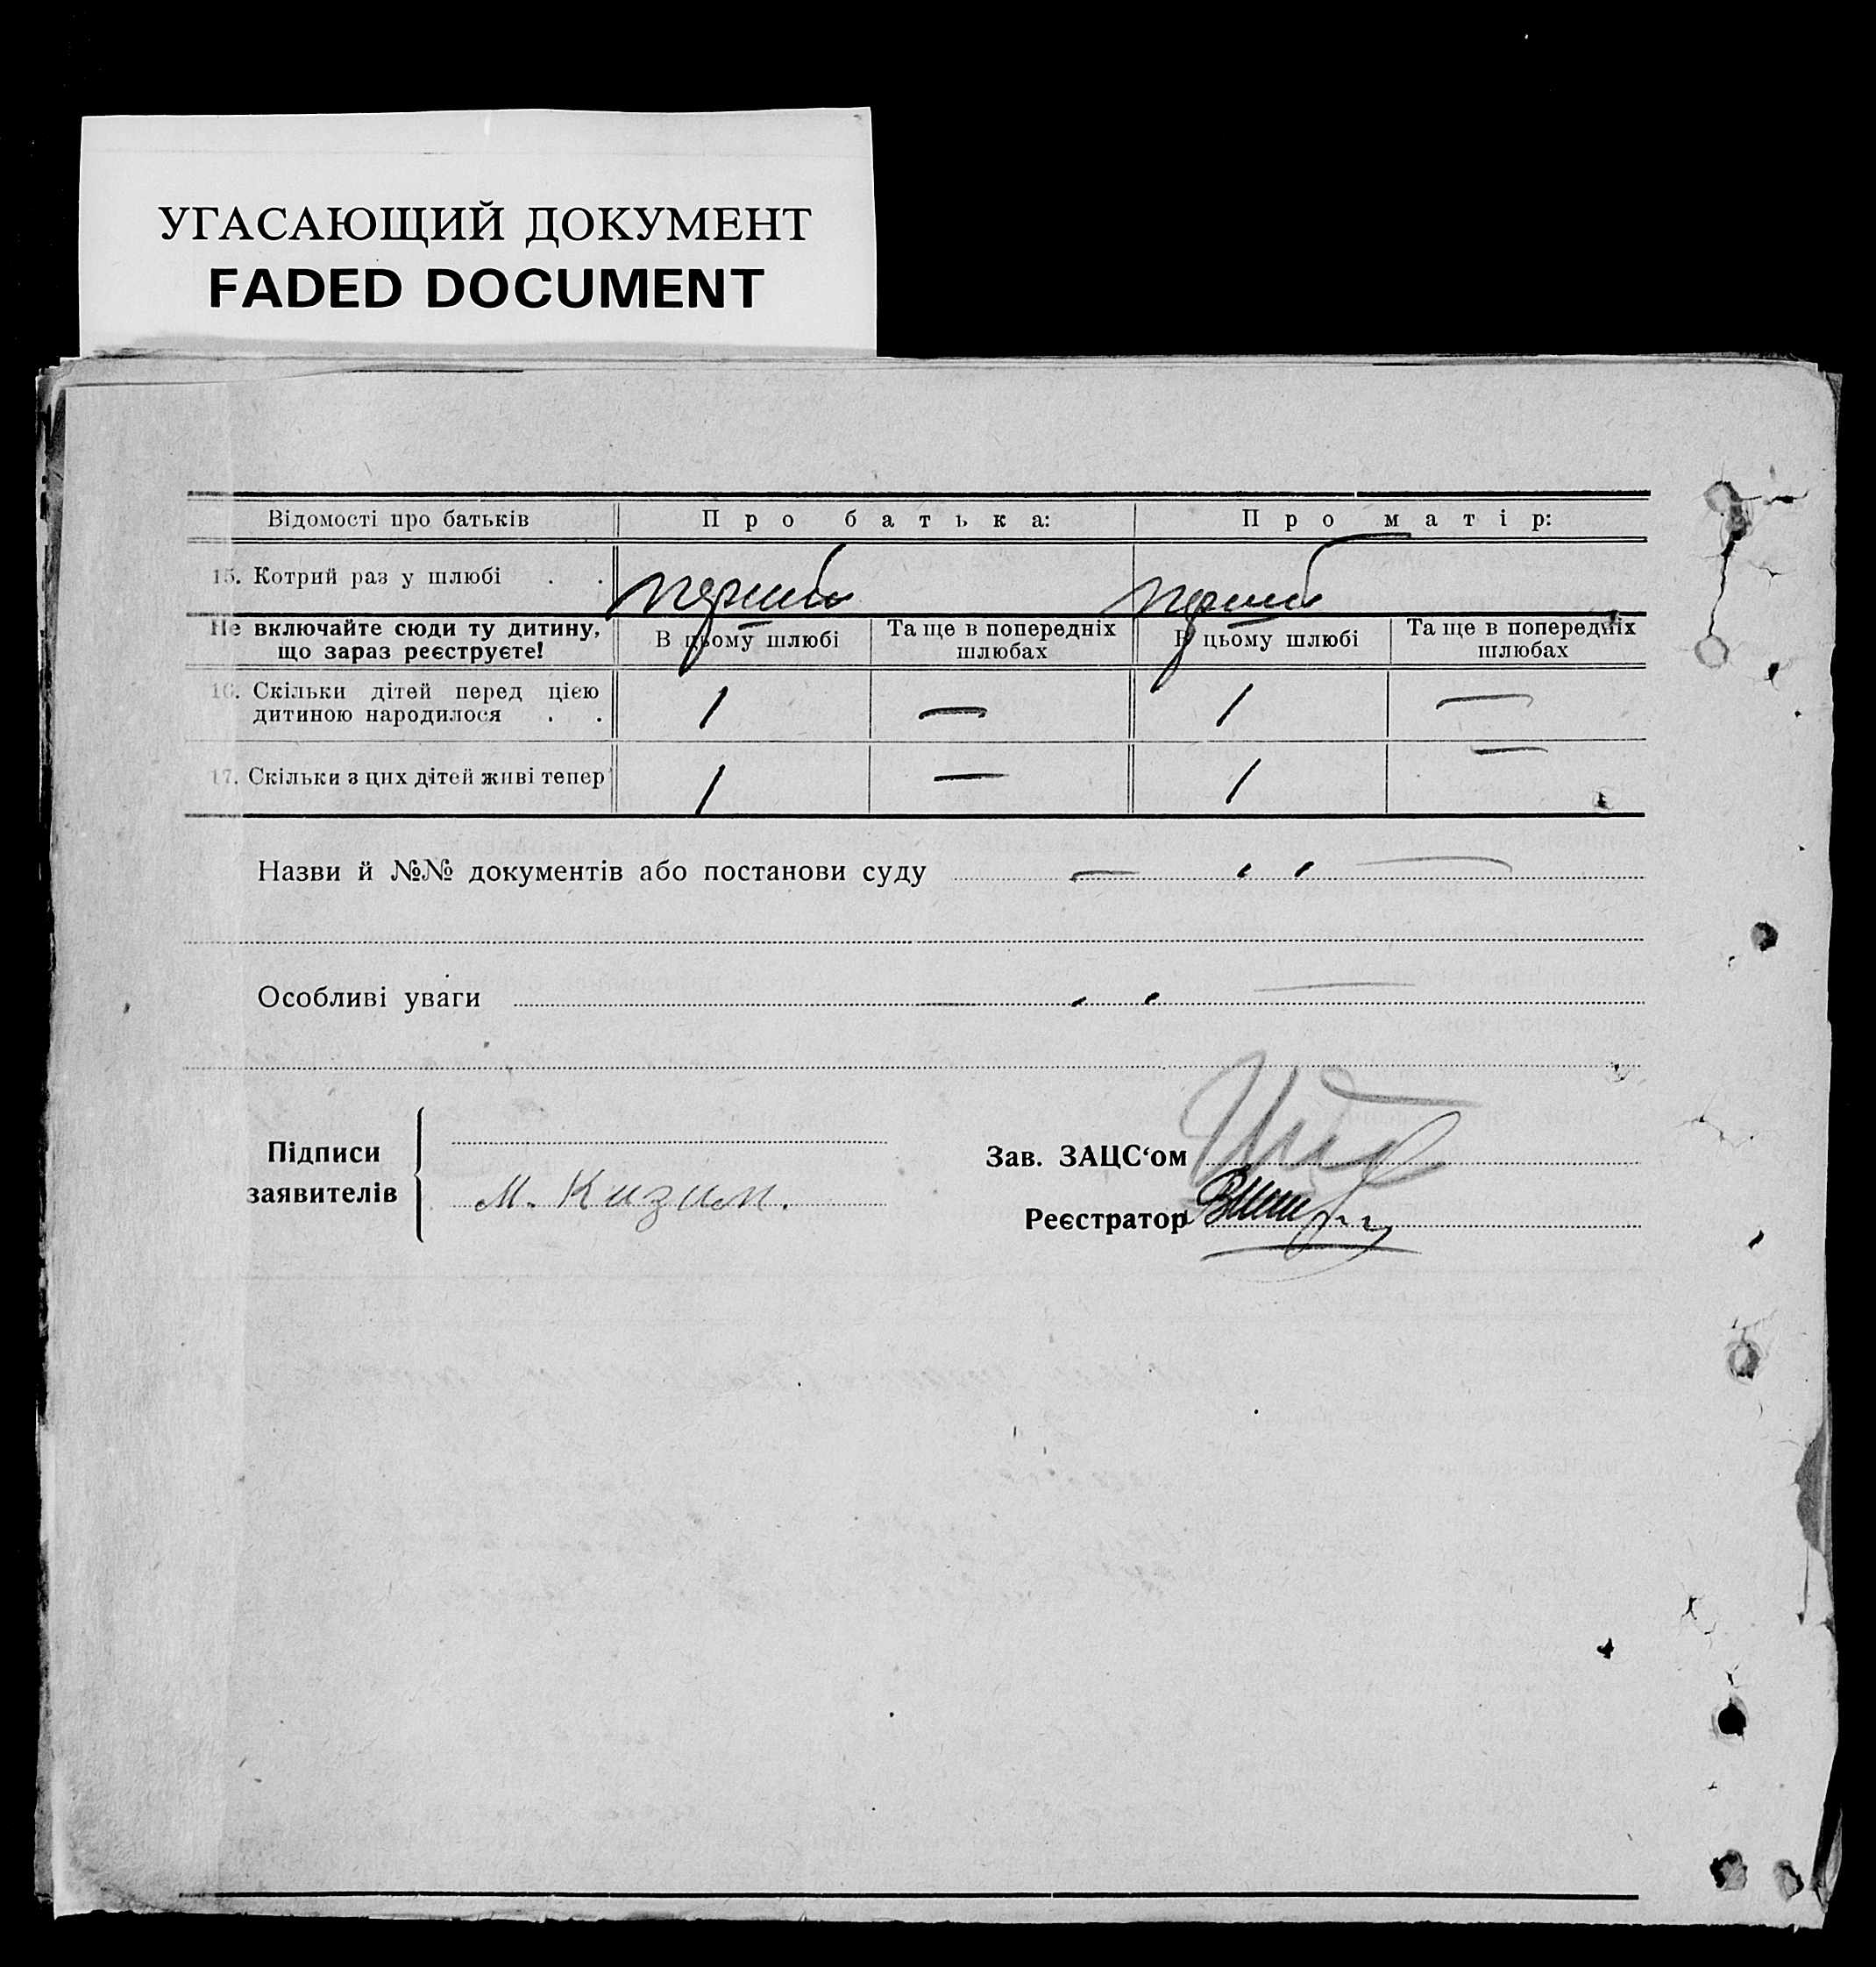 УГАСАЮЩИЙ ДОКУМЕНТ
FADED DOCUMENT
Відомості про батьків Про батька: Про матір:
15. Котрий раз у шлюбі . . перший перший
Не включайте сюди ту дитину, що зараз реєструєте! В цьому шлюбі Та ще в попередніх шлюбах В цьому шлюбі Та ще в попередніх шлюбах
16. Скільки дітей перед цією дитиною народилося . . 1 — 1 —
17. Скільки з цих дітей живі тепер 1 — 1 —
Назви й №№ документів або постанови суду — „ —
Особливі уваги — „ —
Підписи заявителів
М. Кизим.
Зав. ЗАЦС‘ом
Реєстратор